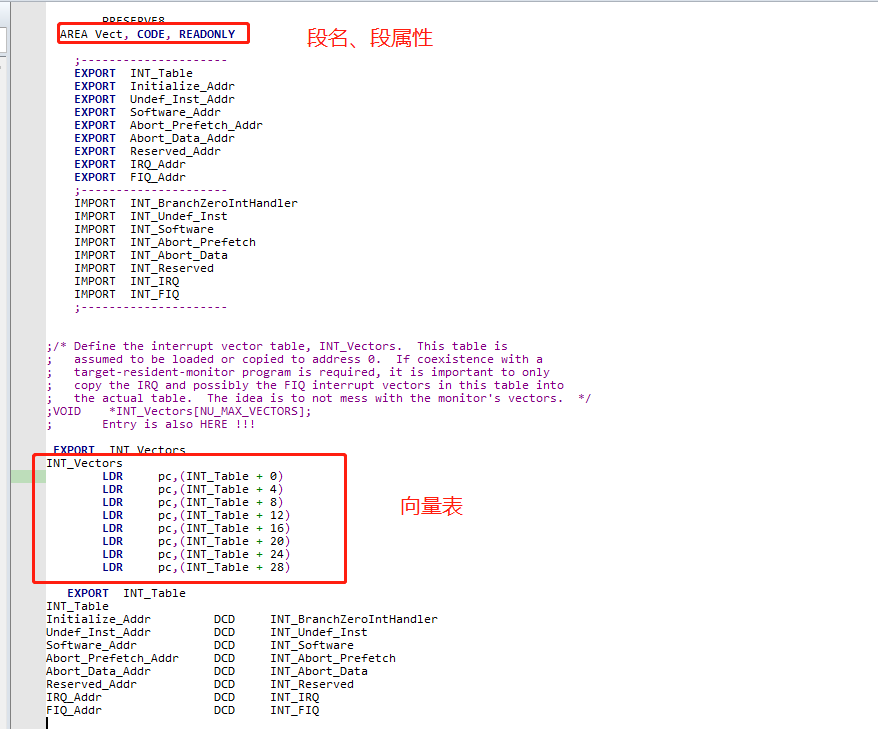 PRESERVE8
AREA Vect, CODE, READONLY
段名、段属性
;---------------------
EXPORT  INT_Table
EXPORT  Initialize_Addr
EXPORT  Undef_Inst_Addr
EXPORT  Software_Addr
EXPORT  Abort_Prefetch_Addr
EXPORT  Abort_Data_Addr
EXPORT  Reserved_Addr
EXPORT  IRQ_Addr
EXPORT  FIQ_Addr
;---------------------
IMPORT  INT_BranchZeroIntHandler
IMPORT  INT_Undef_Inst
IMPORT  INT_Software
IMPORT  INT_Abort_Prefetch
IMPORT  INT_Abort_Data
IMPORT  INT_Reserved
IMPORT  INT_IRQ
IMPORT  INT_FIQ
;---------------------
;/* Define the interrupt vector table, INT_Vectors.  This table is
;   assumed to be loaded or copied to address 0.  If coexistence with a
;   target-resident-monitor program is required, it is important to only
;   copy the IRQ and possibly the FIQ interrupt vectors in this table into
;   the actual table.  The idea is to not mess with the monitor's vectors.  */
;VOID    *INT_Vectors[NU_MAX_VECTORS];
;       Entry is also HERE !!!
EXPORT  INT_Vectors
INT_Vectors
LDR     pc,(INT_Table + 0)
LDR     pc,(INT_Table + 4)
LDR     pc,(INT_Table + 8)
LDR     pc,(INT_Table + 12)
向量表
LDR     pc,(INT_Table + 16)
LDR     pc,(INT_Table + 20)
LDR     pc,(INT_Table + 24)
LDR     pc,(INT_Table + 28)
EXPORT  INT_Table
INT_Table
Initialize_Addr         DCD     INT_BranchZeroIntHandler
Undef_Inst_Addr         DCD     INT_Undef_Inst
Software_Addr           DCD     INT_Software
Abort_Prefetch_Addr     DCD     INT_Abort_Prefetch
Abort_Data_Addr         DCD     INT_Abort_Data
Reserved_Addr           DCD     INT_Reserved
IRQ_Addr                DCD     INT_IRQ
FIQ_Addr                DCD     INT_FIQ